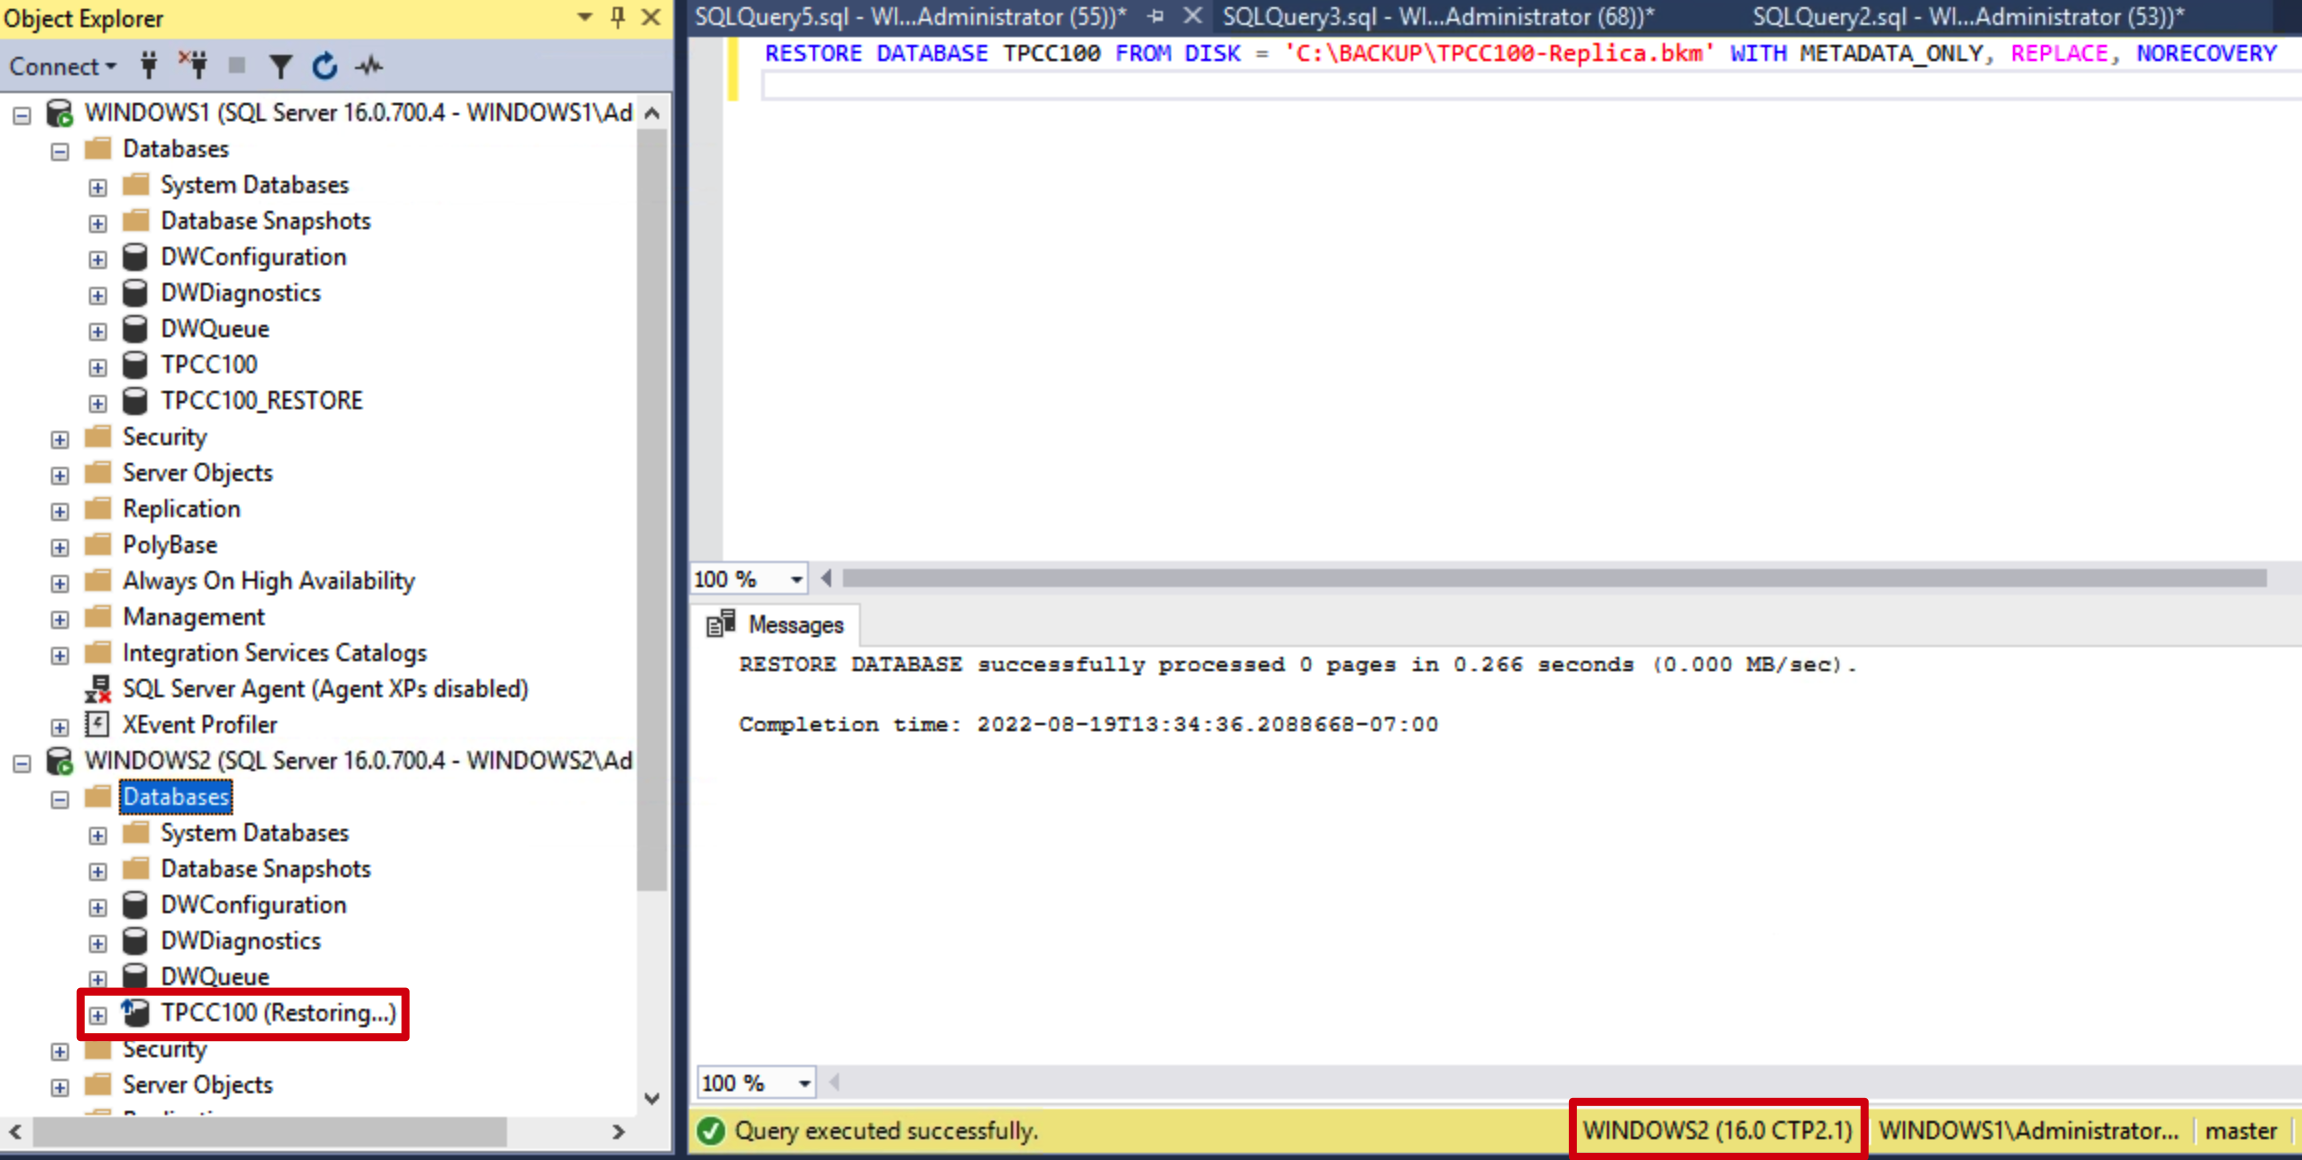 Object Explorer
Connect
WINDOWS1 (SQL Server 16.0.700.4 - WINDOWS1\Ad
Databases
System Databases
Database Snapshots
DWConfiguration
DWDiagnostics
DWQueue
TPCC100
TPCC100_RESTORE
Security
Server Objects
Replication
PolyBase
Always On High Availability
Management
Integration Services Catalogs
SQL Server Agent (Agent XPs disabled)
XEvent Profiler
WINDOWS2 (SQL Server 16.0.700.4 - WINDOWS2\Ad
Databases
System Databases
Database Snapshots
DWConfiguration
DWDiagnostics
DWQueue
TPCC100 (Restoring...)
Security
Server Objects
SQLQuery5.sql - WI...Administrator (55))* SQLQuery3.sql - WI...Administrator (68))* SQLQuery2.sql - WI...Administrator (53))*
RESTORE DATABASE TPCC100 FROM DISK = 'C:\BACKUP\TPCC100-Replica.bkm' WITH METADATA_ONLY, REPLACE, NORECOVERY
100 %
Messages
RESTORE DATABASE successfully processed 0 pages in 0.266 seconds (0.000 MB/sec).
Completion time: 2022-08-19T13:34:36.2088668-07:00
100 %
Query executed successfully. WINDOWS2 (16.0 CTP2.1) WINDOWS1\Administrator... master